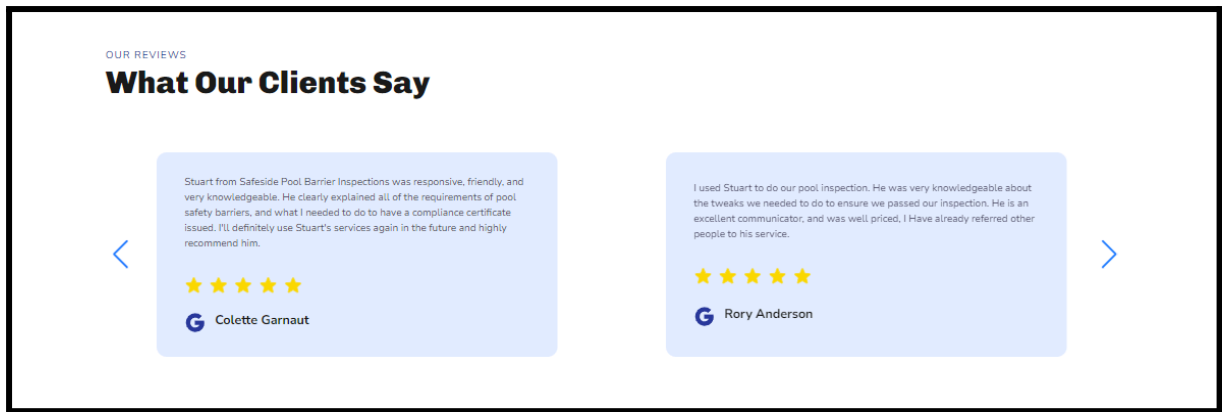 OUR REVIEWS
What Our Clients Say
Stuart from Safeside Pool Barrier Inspections was responsive, friendly, and
very knowledgeable. He clearly explained all of the requirements of pool
safety barriers, and what I needed to do to have a compliance certificate
issued. I'll definitely use Stuart's services again in the future and highly
recommend him.
G Colette Garnaut
I used Stuart to do our pool inspection. He was very knowledgeable about
the tweaks we needed to do to ensure we passed our inspection. He is an
excellent communicator, and was well priced, I Have already referred other
people to his service.
G Rory Anderson